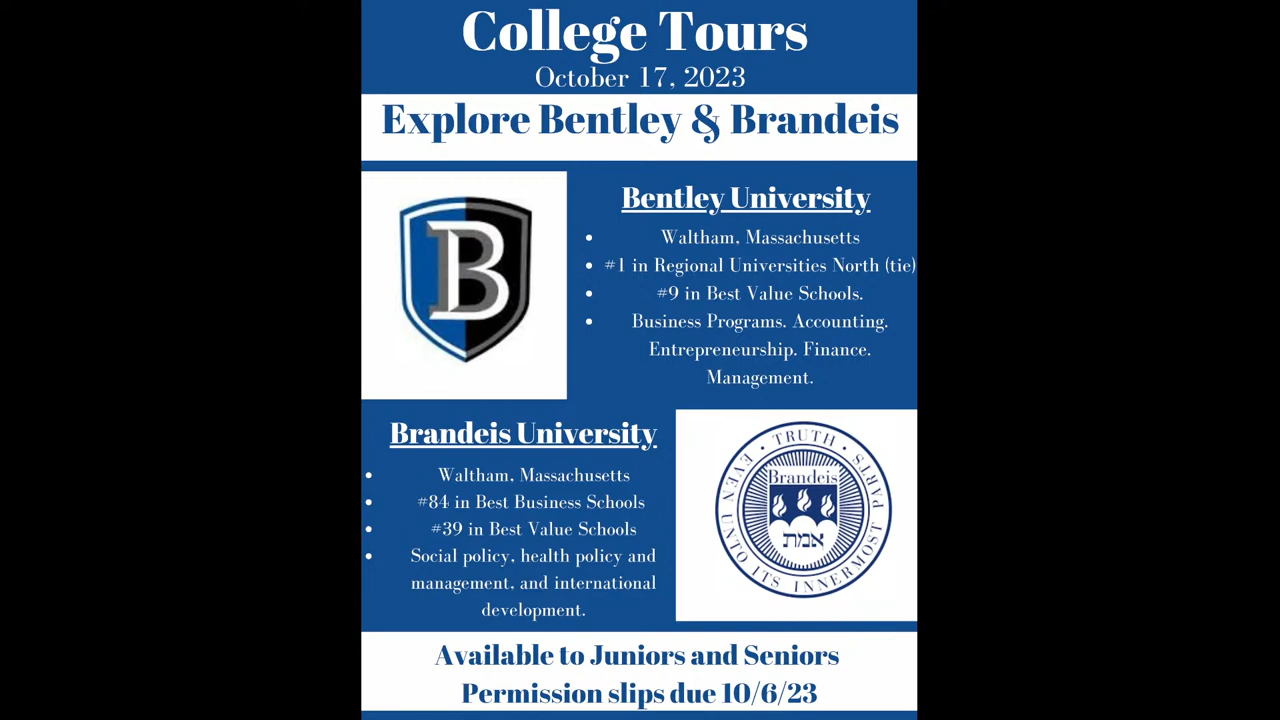 College Tours
October 17, 2023
Explore Bentley & Brandeis
B
Bentley University
• Waltham, Massachusetts
• #1 in Regional Universities North (tie)
• #9 in Best Value Schools.
• Business Programs. Accounting.
Entrepreneurship. Finance.
Management.
Brandeis University
• Waltham, Massachusetts
• #84 in Best Business Schools
• #39 in Best Value Schools
• Social policy, health policy and
management, and international
development.
· TRUTH · EVEN UNTO ITS INNERMOST PARTS ·
Brandeis
אמת
Available to Juniors and Seniors
Permission slips due 10/6/23